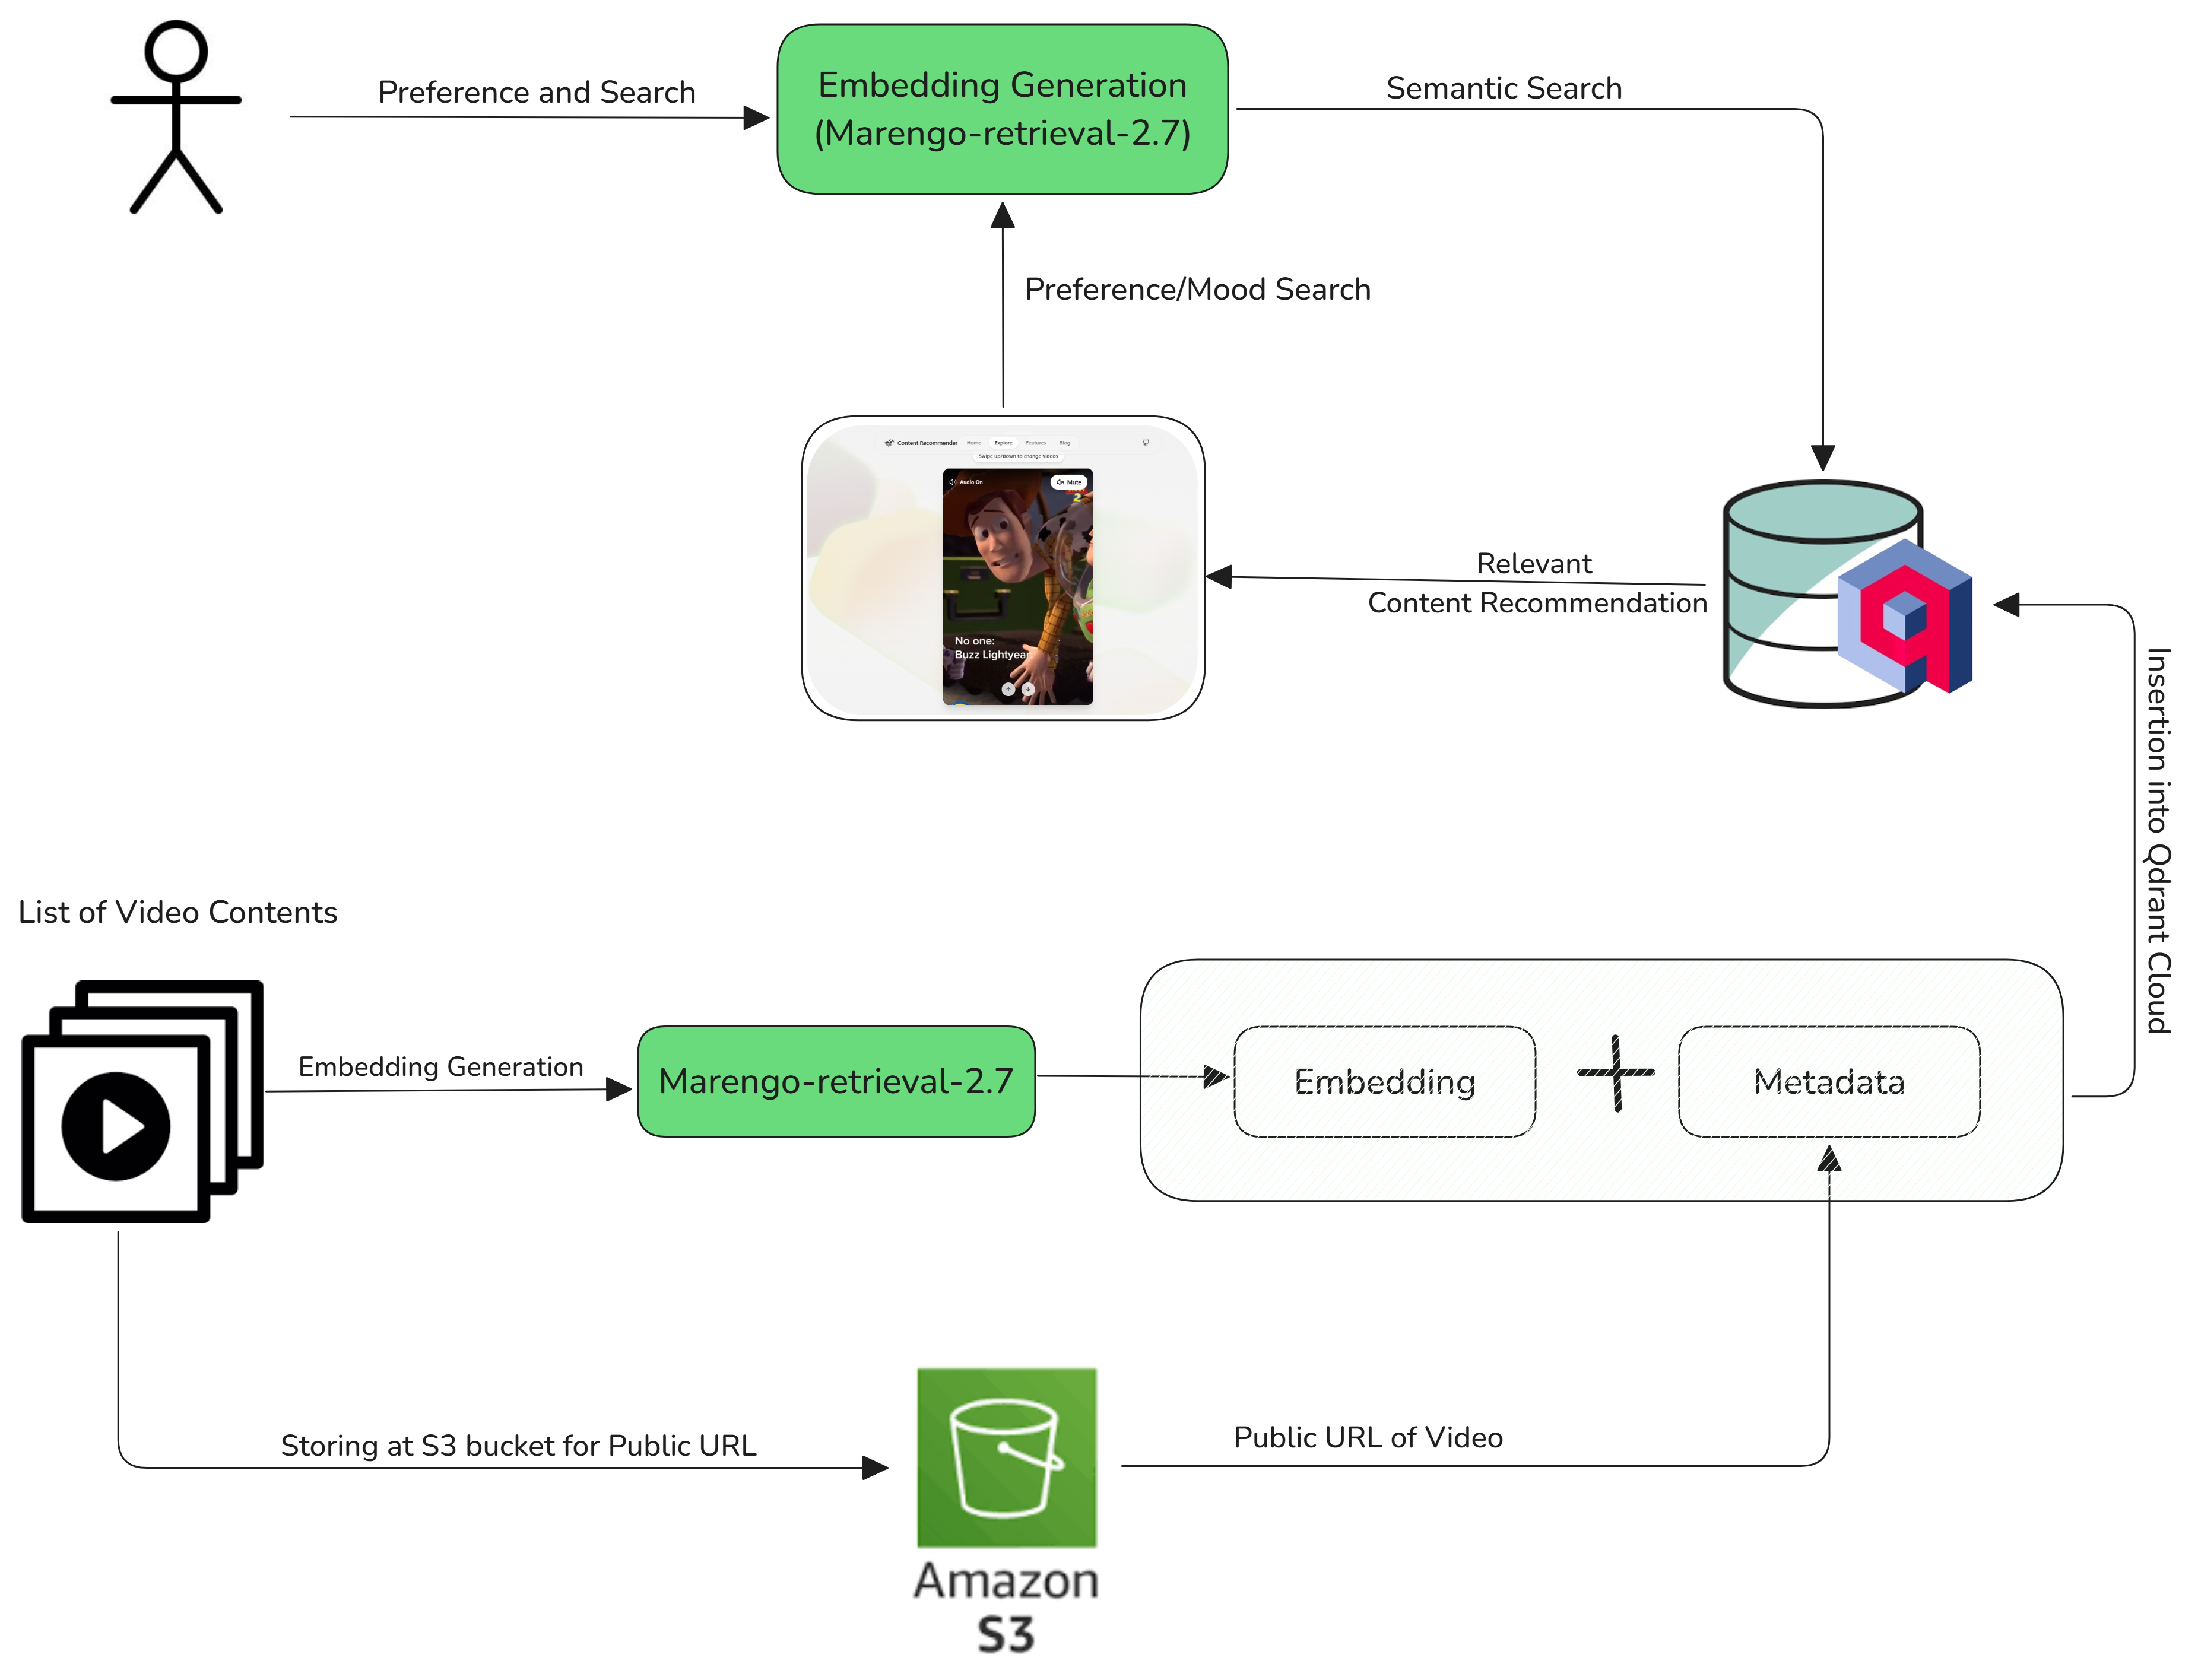 Preference and Search
Embedding Generation
(Marengo-retrieval-2.7)
Semantic Search
Preference/Mood Search
Content Recommender Home Explore Features Blog
Swipe up/down to change videos
Audio On
Mute
2
No one:
Buzz Lightyear
Relevant
Content Recommendation
Insertion into Qdrant Cloud
List of Video Contents
Embedding Generation
Marengo-retrieval-2.7
Embedding
Metadata
Storing at S3 bucket for Public URL
Public URL of Video
Amazon
S3